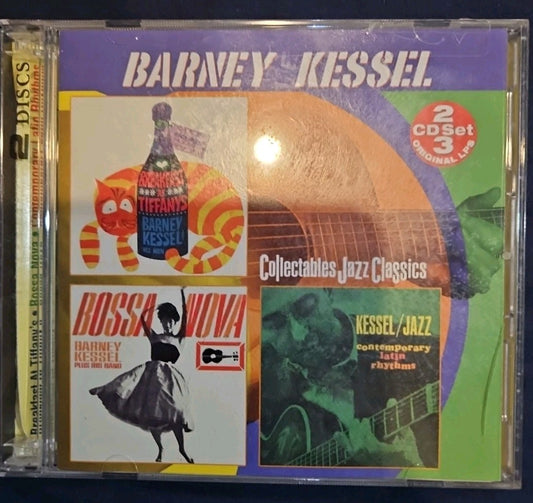 2 DISCS
Breakfast At Tiffany's • Bossa Nova • Contemporary Latin Rhythms
BARNEY KESSEL
2
CD Set
3
ORIGINAL LPS
BREAKFAST
AT
TIFFANYS
BARNEY
KESSEL
Collectables Jazz Classics
BOSSA NOVA
BARNEY
KESSEL
PLUS BIG BAND
KESSEL/JAZZ
contemporary
latin
rhythms